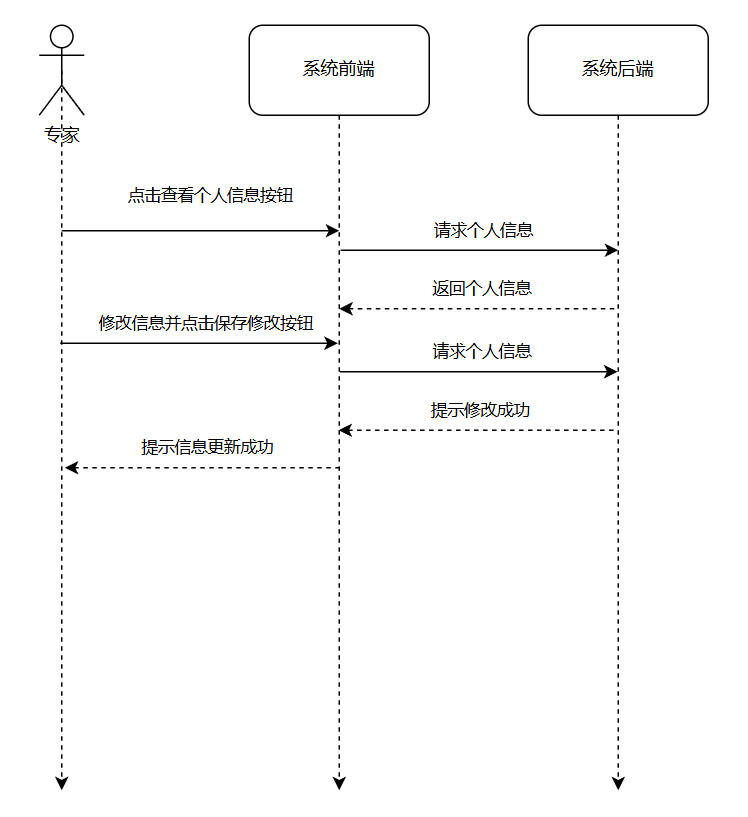 系统前端
系统后端
专家
点击查看个人信息按钮
请求个人信息
返回个人信息
修改信息并点击保存修改按钮
请求个人信息
提示修改成功
提示信息更新成功